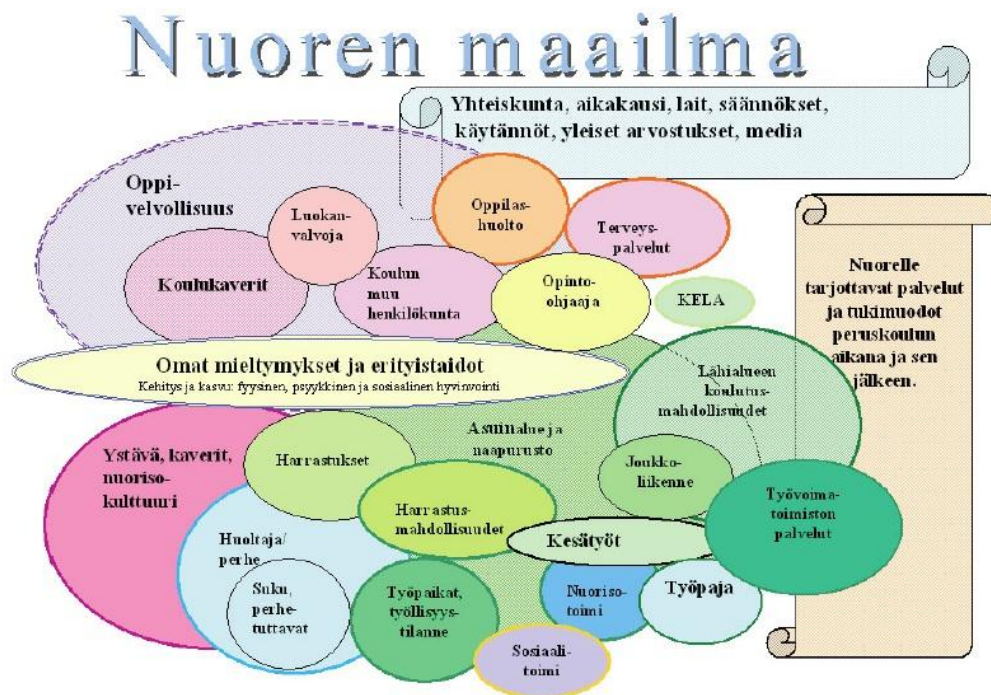 Nuoren maailma
Yhteiskunta, aikakausi, lait, säännökset,
käytännöt, yleiset arvostukset, media
Oppi-
velvollisuus
Luokan-
valvoja
Oppilas-
huolto
Terveys-
palvelut
Koulukaverit
Koulun
muu
henkilökunta
Opinto-
ohjaaja
KELA
Nuorelle
tarjottavat palvelut
ja tukimuodot
peruskoulun
aikana ja sen
jälkeen.
Omat mieltymykset ja erityistaidot
Kehitys ja kasvu: fyysinen, psyykkinen ja sosiaalinen hyvinvointi
Lähialueen
koulutus-
mahdollisuudet
Ystävä, kaverit,
nuoriso-
kulttuuri
Harrastukset
Asuinalue ja
naapurusto
Joukko-
liikenne
Työvoima-
toimiston
palvelut
Harrastus-
mahdollisuudet
Kesätyöt
Huoltaja/
perhe
Suku,
perhe-
tuttavat
Työpaikat,
työllisyys-
tilanne
Nuoriso-
toimi
Työpaja
Sosiaali-
toimi